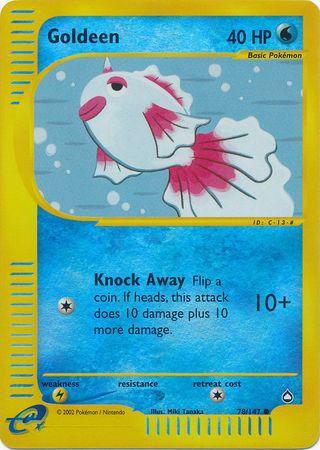 Goldeen 40 HP
Basic Pokémon
ID: C-13-#
Knock Away Flip a
coin. If heads, this attack
does 10 damage plus 10
more damage.
10+
weakness resistance retreat cost
© 2002 Pokémon / Nintendo Illus. Miki Tanaka 78/147
e